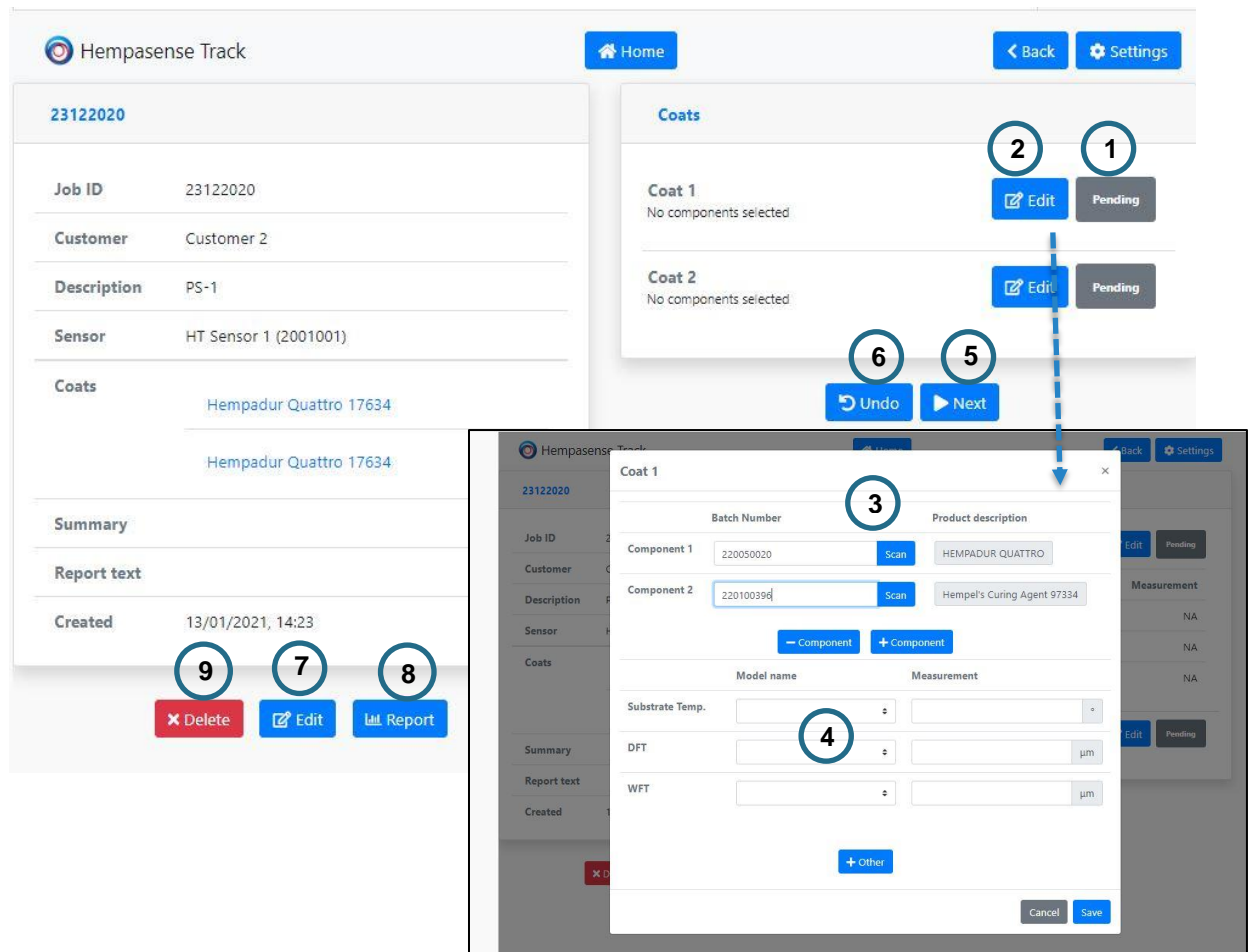 Hempasense Track
Home
Back
Settings
23122020
Job ID 23122020
Customer Customer 2
Description PS-1
Sensor HT Sensor 1 (2001001)
Coats
Hempadur Quattro 17634
Hempadur Quattro 17634
Summary
Report text
Created 13/01/2021, 14:23
9 7 8
Delete Edit Report
Coats
2 1
Coat 1
No components selected
Edit Pending
Coat 2
No components selected
Edit Pending
6 5
Undo Next
Hempasense Track
Home
Back Settings
23122020
Job ID 2
Customer C
Description P
Sensor H
Coats
Summary
Report text
Created 1
D
Coat 1 ×
3
Batch Number Product description
Component 1 220050020 Scan HEMPADUR QUATTRO
Component 2 220100396 Scan Hempel's Curing Agent 97334
Component Component
Model name Measurement
Substrate Temp. °
4
DFT µm
WFT µm
Other
Cancel Save
Edit Pending
Measurement
NA
NA
NA
Edit Pending